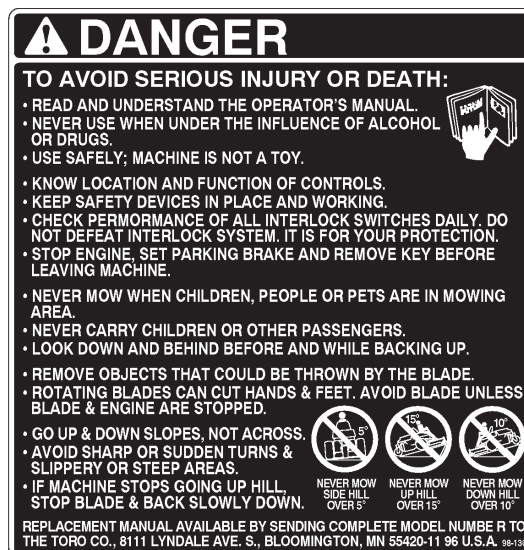 DANGER
TO AVOID SERIOUS INJURY OR DEATH:
• READ AND UNDERSTAND THE OPERATOR'S MANUAL.
• NEVER USE WHEN UNDER THE INFLUENCE OF ALCOHOL
OR DRUGS.
• USE SAFELY; MACHINE IS NOT A TOY.
• KNOW LOCATION AND FUNCTION OF CONTROLS.
• KEEP SAFETY DEVICES IN PLACE AND WORKING.
• CHECK PERMORMANCE OF ALL INTERLOCK SWITCHES DAILY. DO
NOT DEFEAT INTERLOCK SYSTEM. IT IS FOR YOUR PROTECTION.
• STOP ENGINE, SET PARKING BRAKE AND REMOVE KEY BEFORE
LEAVING MACHINE.
• NEVER MOW WHEN CHILDREN, PEOPLE OR PETS ARE IN MOWING
AREA.
• NEVER CARRY CHILDREN OR OTHER PASSENGERS.
• LOOK DOWN AND BEHIND BEFORE AND WHILE BACKING UP.
• REMOVE OBJECTS THAT COULD BE THROWN BY THE BLADE.
• ROTATING BLADES CAN CUT HANDS & FEET. AVOID BLADE UNLESS
BLADE & ENGINE ARE STOPPED.
• GO UP & DOWN SLOPES, NOT ACROSS.
• AVOID SHARP OR SUDDEN TURNS &
SLIPPERY OR STEEP AREAS.
• IF MACHINE STOPS GOING UP HILL,
STOP BLADE & BACK SLOWLY DOWN.
5°
NEVER MOW
SIDE HILL
OVER 5°
15°
NEVER MOW
UP HILL
OVER 15°
10°
NEVER MOW
DOWN HILL
OVER 10°
REPLACEMENT MANUAL AVAILABLE BY SENDING COMPLETE MODEL NUMBE R TO
THE TORO CO., 8111 LYNDALE AVE. S., BLOOMINGTON, MN 55420-11 96 U.S.A.